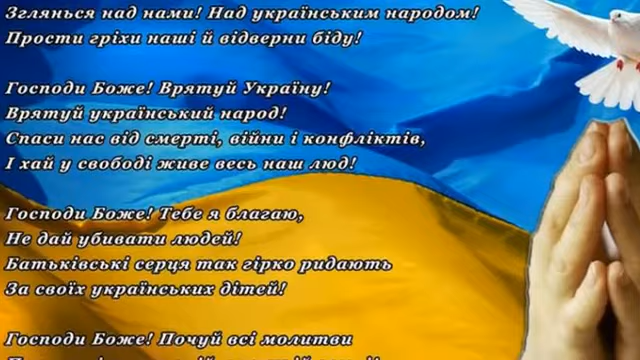 Зглянься над нами! Над українським народом!
Прости гріхи наші й відверни біду!
Господи Боже! Врятуй Україну!
Врятуй український народ!
Спаси нас від смерті, війни і конфліктів,
І хай у свободі живе весь наш люд!
Господи Боже! Тебе я благаю,
Не дай убивати людей!
Батьківські серця так гірко ридають
За своїх українських дітей!
Господи Боже! Почуй всі молитви